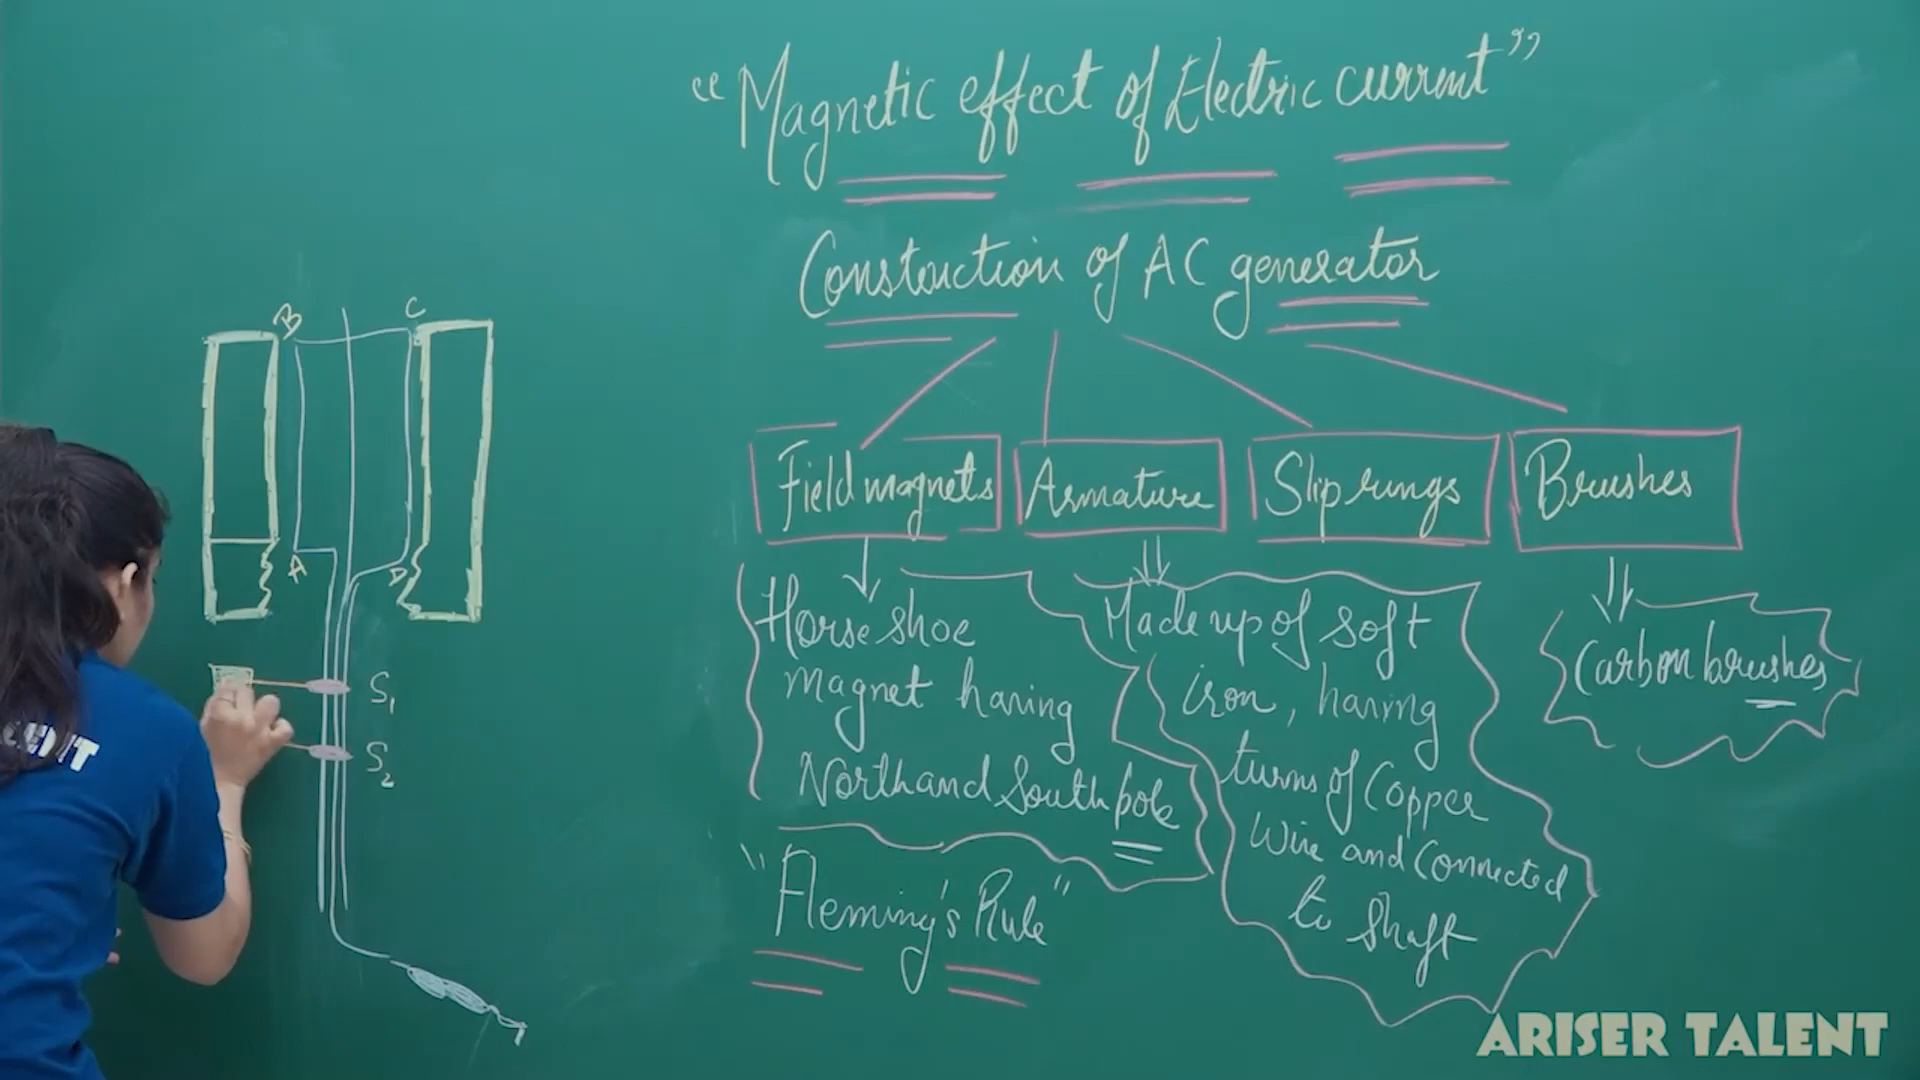 "Magnetic effect of Electric current"
Construction of AC generator
Field magnets
Armature
Slip rungs
Brushes
Horse shoe
magnet having
North and South pole
Made up of soft
iron, having
turns of Copper
Wire and Connected
to shaft
Carbon brushes
"Fleming's Rule"
B
C
A
D
S1
S2
ARISER TALENT